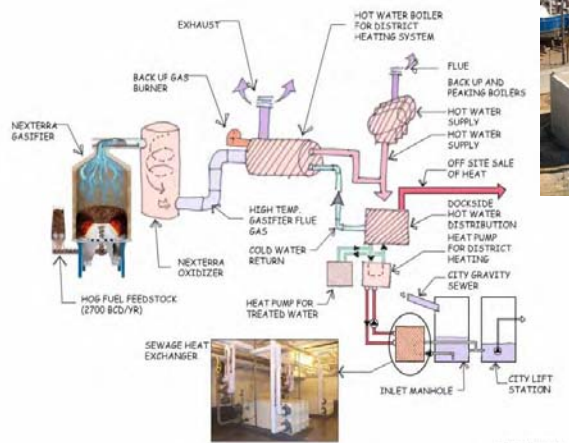 EXHAUST
HOT WATER BOILER
FOR DISTRICT
HEATING SYSTEM
BACK UP GAS
BURNER
NEXTERRA
GASIFIER
FLUE
BACK UP AND
PEAKING BOILERS
HOT WATER
SUPPLY
HOT WATER
SUPPLY
OFF SITE SALE
OF HEAT
HIGH TEMP.
GASIFIER FLUE
GAS
COLD WATER
RETURN
DOCKSIDE
HOT WATER
DISTRIBUTION
HEAT PUMP
FOR DISTRICT
HEATING
NEXTERRA
OXIDIZER
HOG FUEL FEEDSTOCK
(2700 BCD/YR)
HEAT PUMP FOR
TREATED WATER
CITY GRAVITY
SEWER
SEWAGE HEAT
EXCHANGER
INLET MANHOLE
CITY LIFT
STATION